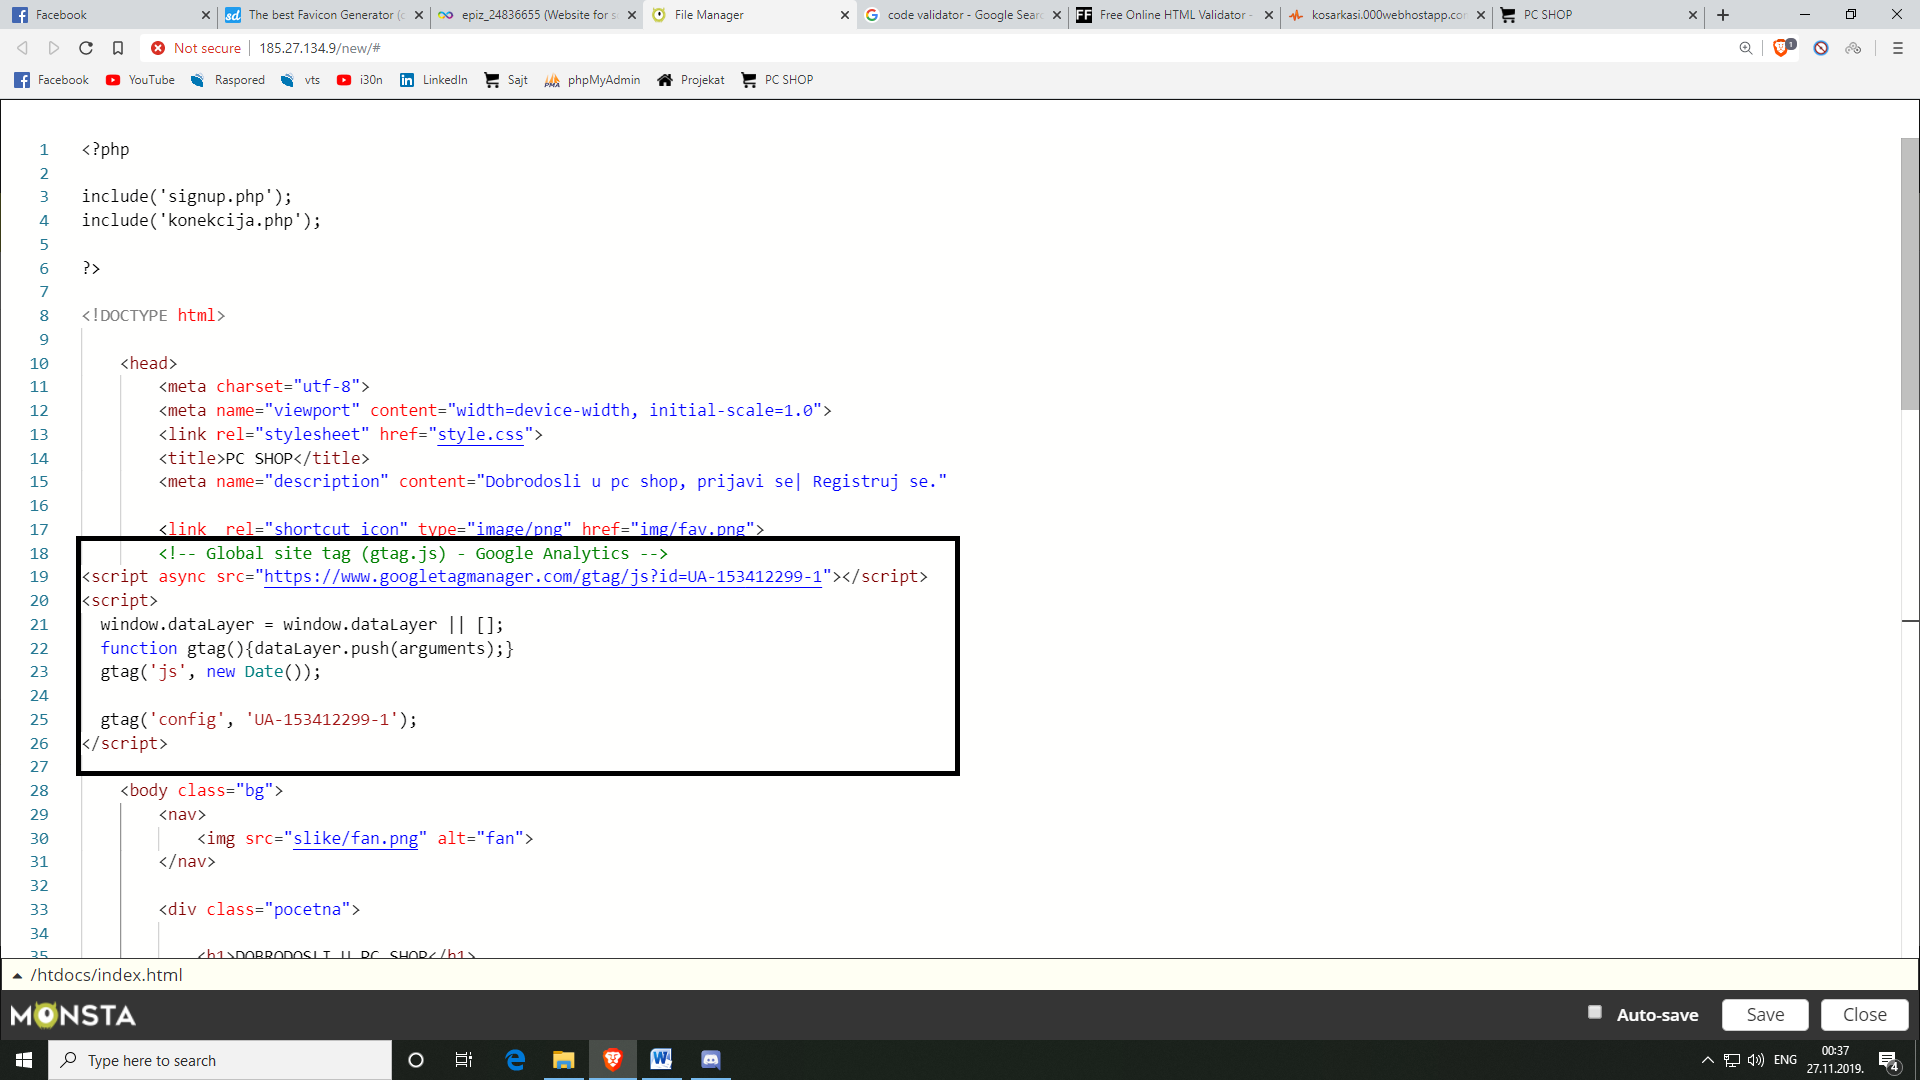 Facebook
The best Favicon Generator (c
epiz_24836655 (Website for s
File Manager
code validator - Google Sear
Free Online HTML Validator -
kosarkasi.000webhostapp.co
PC SHOP
Not secure
185.27.134.9/new/#
1
Facebook
YouTube
Raspored
vts
i30n
LinkedIn
Sajt
phpMyAdmin
Projekat
PC SHOP
1 <?php
2
3 include('signup.php');
4 include('konekcija.php');
5
6 ?>
7
8 <!DOCTYPE html>
9
10 <head>
11 <meta charset="utf-8">
12 <meta name="viewport" content="width=device-width, initial-scale=1.0">
13 <link rel="stylesheet" href="style.css">
14 <title>PC SHOP</title>
15 <meta name="description" content="Dobrodosli u pc shop, prijavi se| Registruj se."
16
17 <link  rel="shortcut icon" type="image/png" href="img/fav.png">
18 <!-- Global site tag (gtag.js) - Google Analytics -->
19 <script async src="https://www.googletagmanager.com/gtag/js?id=UA-153412299-1"></script>
20 <script>
21 window.dataLayer = window.dataLayer || [];
22 function gtag(){dataLayer.push(arguments);}
23 gtag('js', new Date());
24
25 gtag('config', 'UA-153412299-1');
26 </script>
27
28 <body class="bg">
29 <nav>
30 <img src="slike/fan.png" alt="fan">
31 </nav>
32
33 <div class="pocetna">
34
35 <h1>DOBRODOSLI U PC SHOP</h1>
/htdocs/index.html
MONSTA
Auto-save
Save
Close
Type here to search
ENG
00:37
27.11.2019.
4